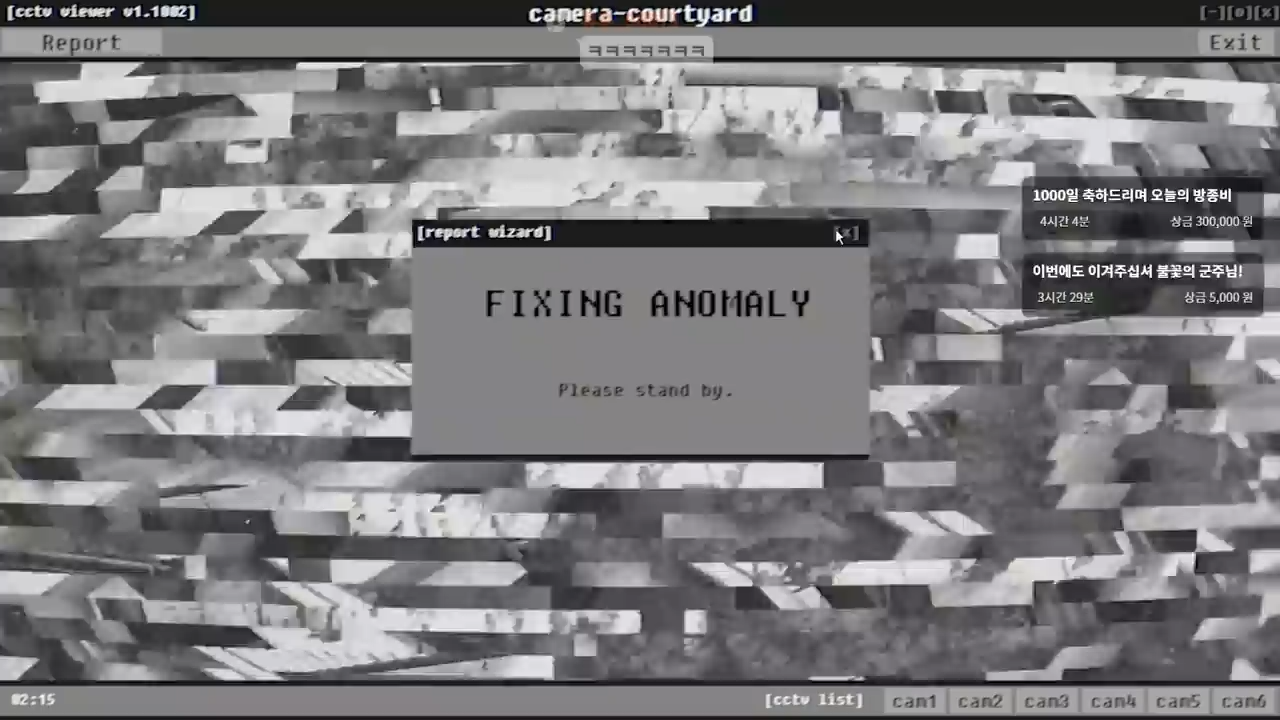 [cctv viewer v1.1002]
camera-courtyard
[-][o][x]
Report
ㅋㅋㅋㅋㅋㅋㅋ
Exit
1000일 축하드리며 오늘의 방종비
4시간 4분
상금 300,000 원
[report wizard]
[x]
이번에도 이겨주십셔 불꽃의 군주님!
3시간 29분
상금 5,000 원
FIXING ANOMALY
Please stand by.
02:15
[cctv list]
cam1
cam2
cam3
cam4
cam5
cam6